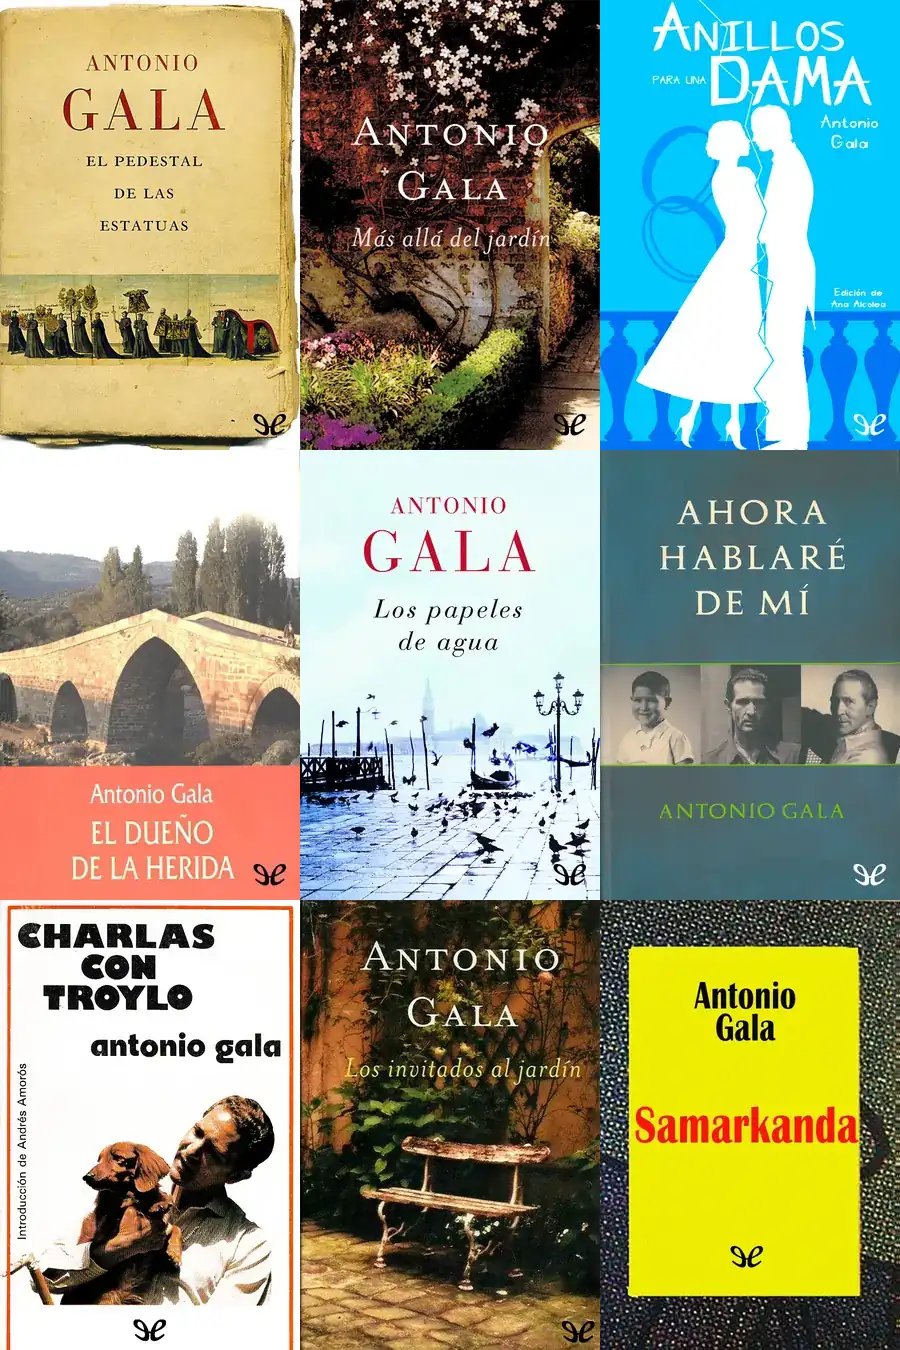 ANTONIO
GALA
EL PEDESTAL
DE LAS
ESTATUAS
ANTONIO
GALA
Más allá del jardín
ANILLOS
PARA UNA
DAMA
Antonio
Gala
Edición de
Ana Alcolea
Antonio Gala
EL DUEÑO
DE LA HERIDA
ANTONIO
GALA
Los papeles
de agua
AHORA
HABLARÉ
DE MÍ
ANTONIO GALA
CHARLAS
CON
TROYLO
antonio gala
Introducción de Andrés Amorós
ANTONIO
GALA
Los invitados al jardín
Antonio
Gala
Samarkanda